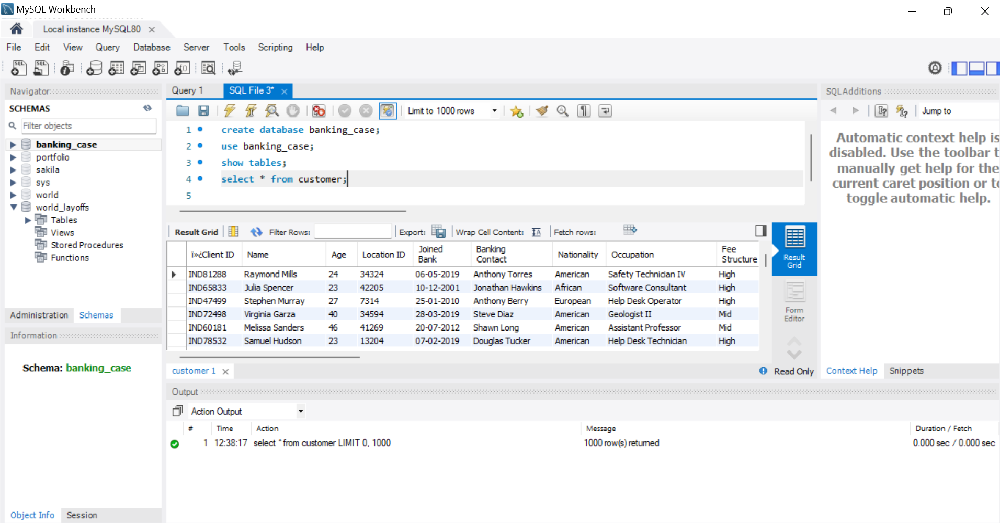 MySQL Workbench
Local instance MySQL80
File Edit View Query Database Server Tools Scripting Help
Navigator
SCHEMAS
Filter objects
banking_case
portfolio
sakila
sys
world
world_layoffs
Tables
Views
Stored Procedures
Functions
Administration Schemas
Information
Schema: banking_case
Object Info Session
Query 1 SQL File 3*
Limit to 1000 rows
1 create database banking_case;
2 use banking_case;
3 show tables;
4 select * from customer;
5
Result Grid Filter Rows: Export: Wrap Cell Content: Fetch rows:
ï»¿Client ID Name Age Location ID Joined Bank Banking Contact Nationality Occupation Fee Structure
IND81288 Raymond Mills 24 34324 06-05-2019 Anthony Torres American Safety Technician IV High
IND65833 Julia Spencer 23 42205 10-12-2001 Jonathan Hawkins African Software Consultant High
IND47499 Stephen Murray 27 7314 25-01-2010 Anthony Berry European Help Desk Operator High
IND72498 Virginia Garza 40 34594 28-03-2019 Steve Diaz American Geologist II Mid
IND60181 Melissa Sanders 46 41269 20-07-2012 Shawn Long American Assistant Professor Mid
IND78532 Samuel Hudson 23 13204 07-02-2019 Douglas Tucker American Help Desk Technician High
Result
Grid
Form
Editor
customer 1
Read Only
SQLAdditions
Jump to
Automatic context help is
disabled. Use the toolbar t
manually get help for the
current caret position or to
toggle automatic help.
Context Help Snippets
Output
Action Output
# Time Action Message Duration / Fetch
1 12:38:17 select * from customer LIMIT 0, 1000 1000 row(s) returned 0.000 sec / 0.000 sec